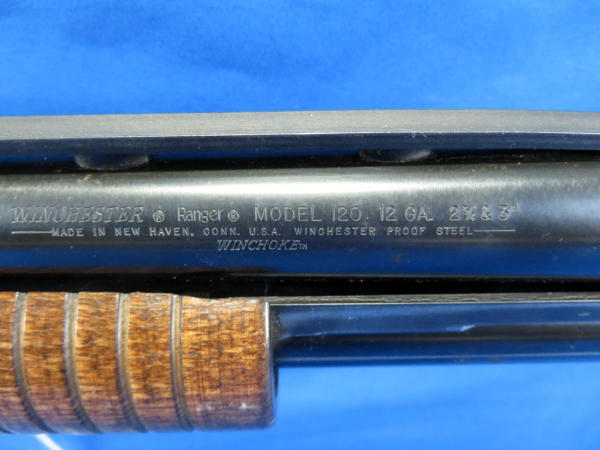 WINCHESTER ® Ranger ® MODEL 120. 12 GA. 2¾ & 3"
MADE IN NEW HAVEN, CONN. U.S.A. WINCHESTER PROOF STEEL
WINCHOKE™